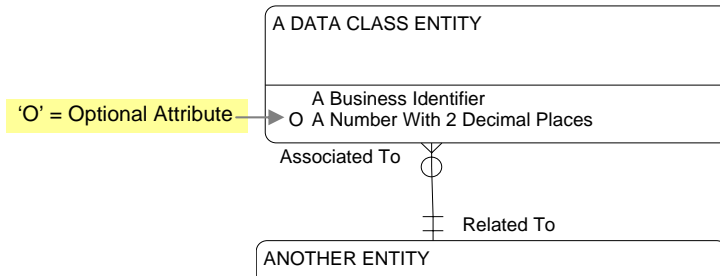 A DATA CLASS ENTITY
A Business Identifier
‘O’ = Optional Attribute
O A Number With 2 Decimal Places
Associated To
Related To
ANOTHER ENTITY